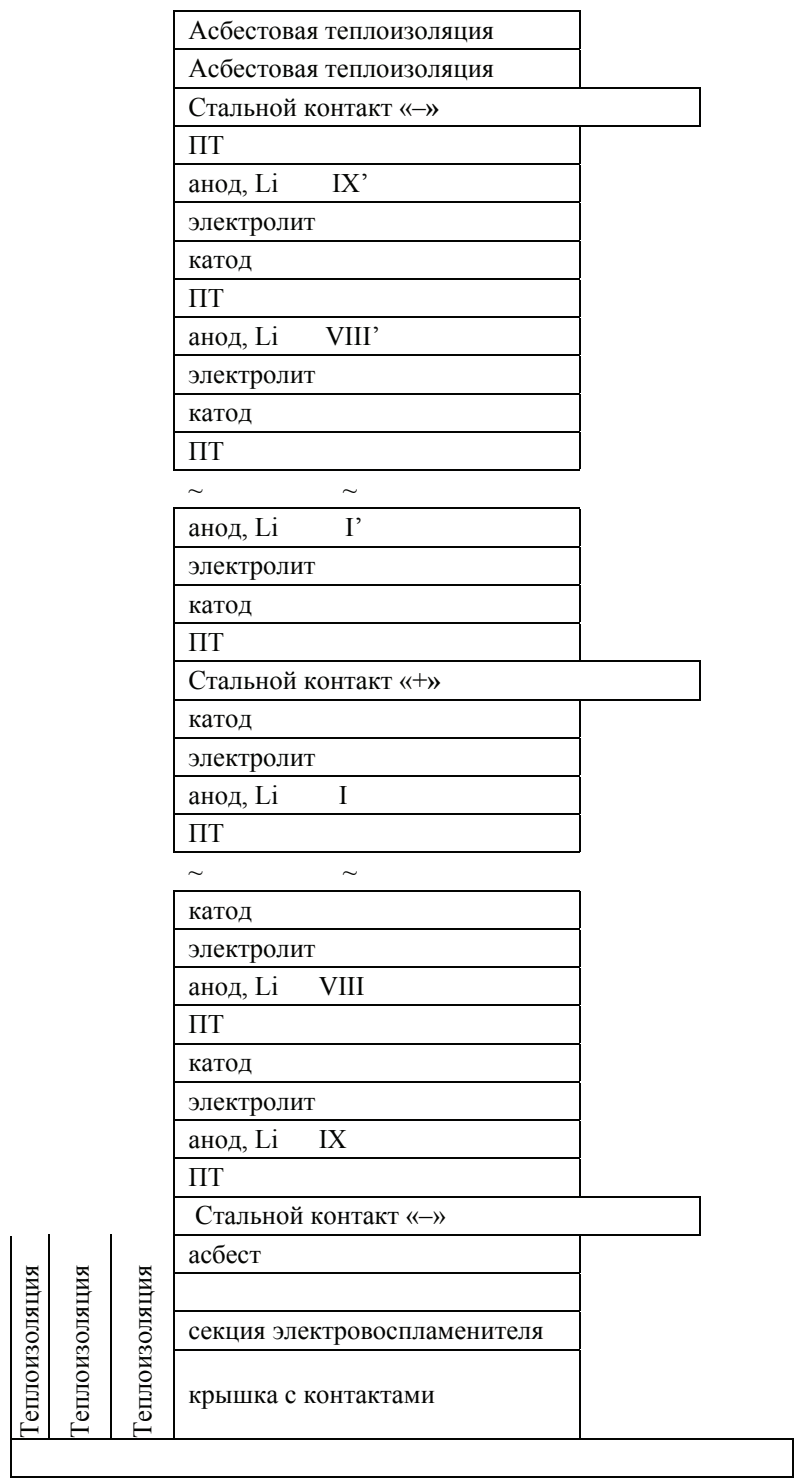 Асбестовая теплоизоляция
Асбестовая теплоизоляция
Стальной контакт «–»
ПТ
анод, Li IX’
электролит
катод
ПТ
анод, Li VIII’
электролит
катод
ПТ
~ ~
анод, Li I’
электролит
катод
ПТ
Стальной контакт «+»
катод
электролит
анод, Li I
ПТ
~ ~
катод
электролит
анод, Li VIII
ПТ
катод
электролит
анод, Li IX
ПТ
Стальной контакт «–»
асбест
секция электровоспламенителя
крышка с контактами
Теплоизоляция
Теплоизоляция
Теплоизоляция